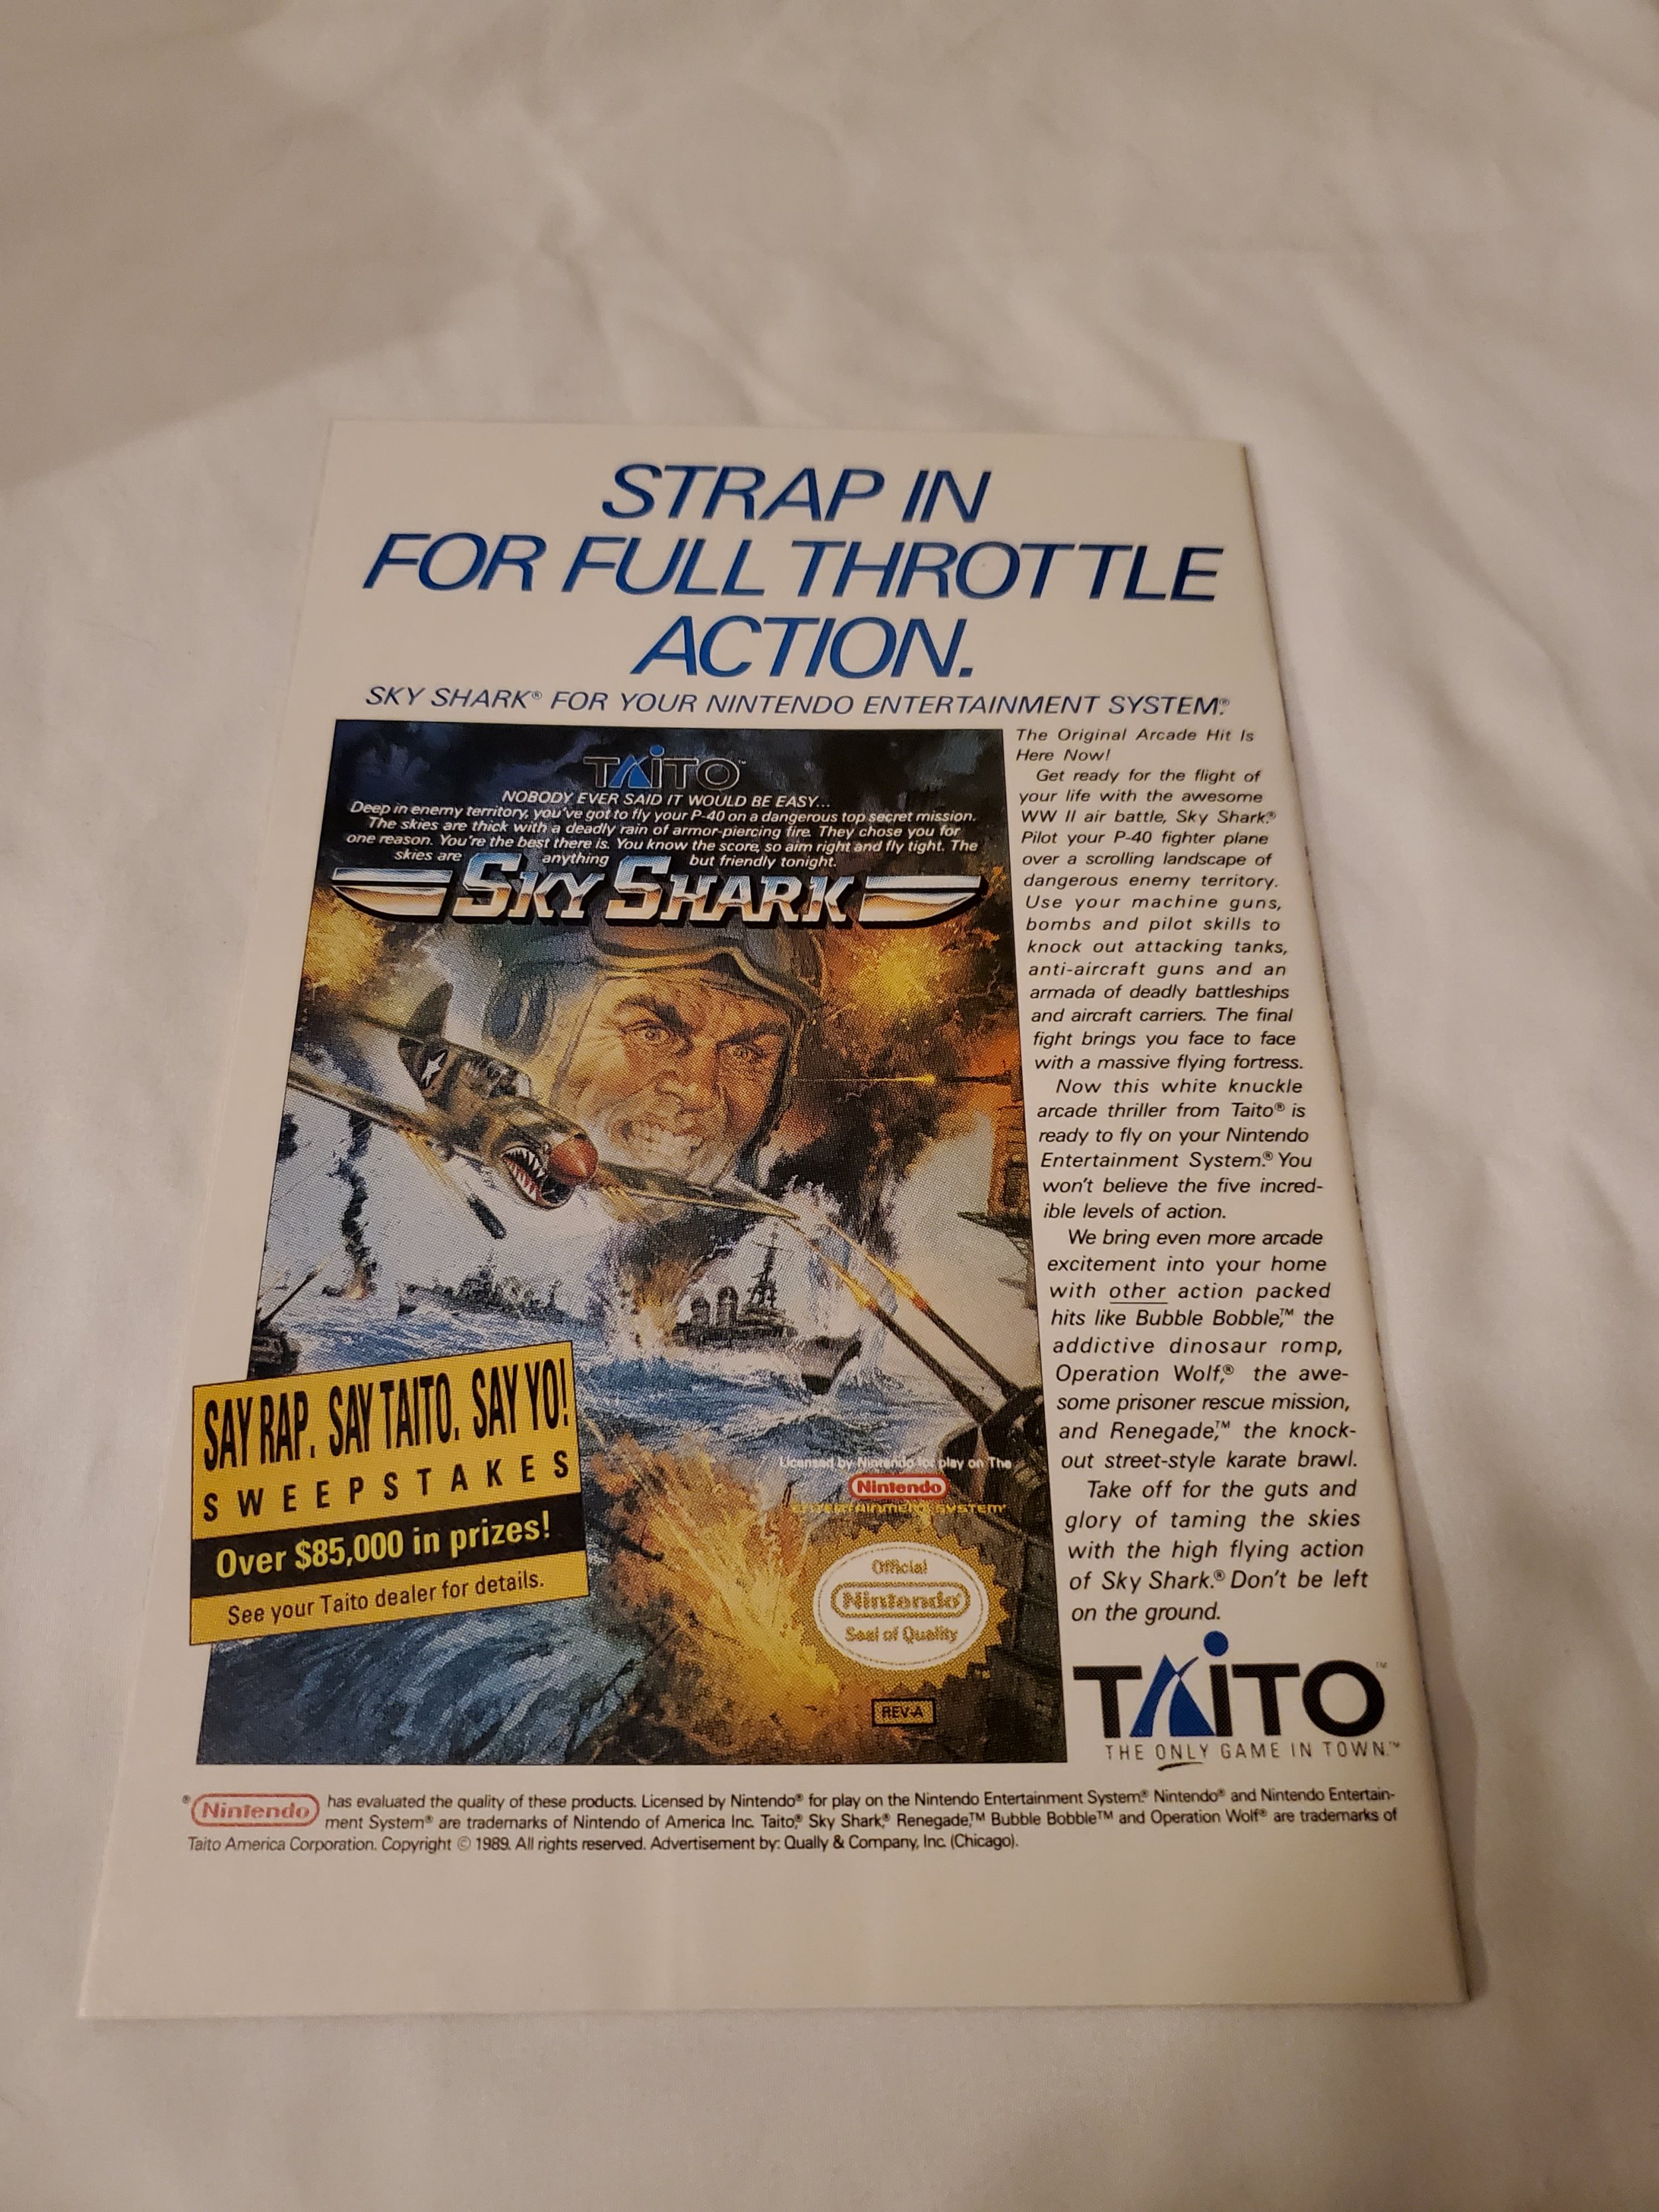 STRAP IN
FOR FULL THROTTLE
ACTION.
SKY SHARK® FOR YOUR NINTENDO ENTERTAINMENT SYSTEM.®
TAITO™
NOBODY EVER SAID IT WOULD BE EASY...
Deep in enemy territory, you've got to fly your P-40 on a dangerous top secret mission.
The skies are thick with a deadly rain of armor-piercing fire. They chose you for
one reason. You're the best there is. You know the score, so aim right and fly tight. The
skies are anything but friendly tonight.
SKY SHARK
SAY RAP. SAY TAITO. SAY YO!
SWEEPSTAKES
Over $85,000 in prizes!
See your Taito dealer for details.
Licensed by Nintendo for play on The
Nintendo
ENTERTAINMENT SYSTEM®
Official
Nintendo®
Seal of Quality
REV-A
The Original Arcade Hit Is
Here Now!
Get ready for the flight of
your life with the awesome
WW II air battle, Sky Shark.®
Pilot your P-40 fighter plane
over a scrolling landscape of
dangerous enemy territory.
Use your machine guns,
bombs and pilot skills to
knock out attacking tanks,
anti-aircraft guns and an
armada of deadly battleships
and aircraft carriers. The final
fight brings you face to face
with a massive flying fortress.
Now this white knuckle
arcade thriller from Taito® is
ready to fly on your Nintendo
Entertainment System.® You
won't believe the five incred-
ible levels of action.
We bring even more arcade
excitement into your home
with other action packed
hits like Bubble Bobble,™ the
addictive dinosaur romp,
Operation Wolf,® the awe-
some prisoner rescue mission,
and Renegade,™ the knock-
out street-style karate brawl.
Take off for the guts and
glory of taming the skies
with the high flying action
of Sky Shark.® Don't be left
on the ground.
TAITO™
THE ONLY GAME IN TOWN.™
® Nintendo has evaluated the quality of these products. Licensed by Nintendo® for play on the Nintendo Entertainment System.® Nintendo® and Nintendo Entertain-
ment System® are trademarks of Nintendo of America Inc. Taito,® Sky Shark,® Renegade,™ Bubble Bobble™ and Operation Wolf® are trademarks of
Taito America Corporation. Copyright © 1989. All rights reserved. Advertisement by: Qually & Company, Inc. (Chicago).